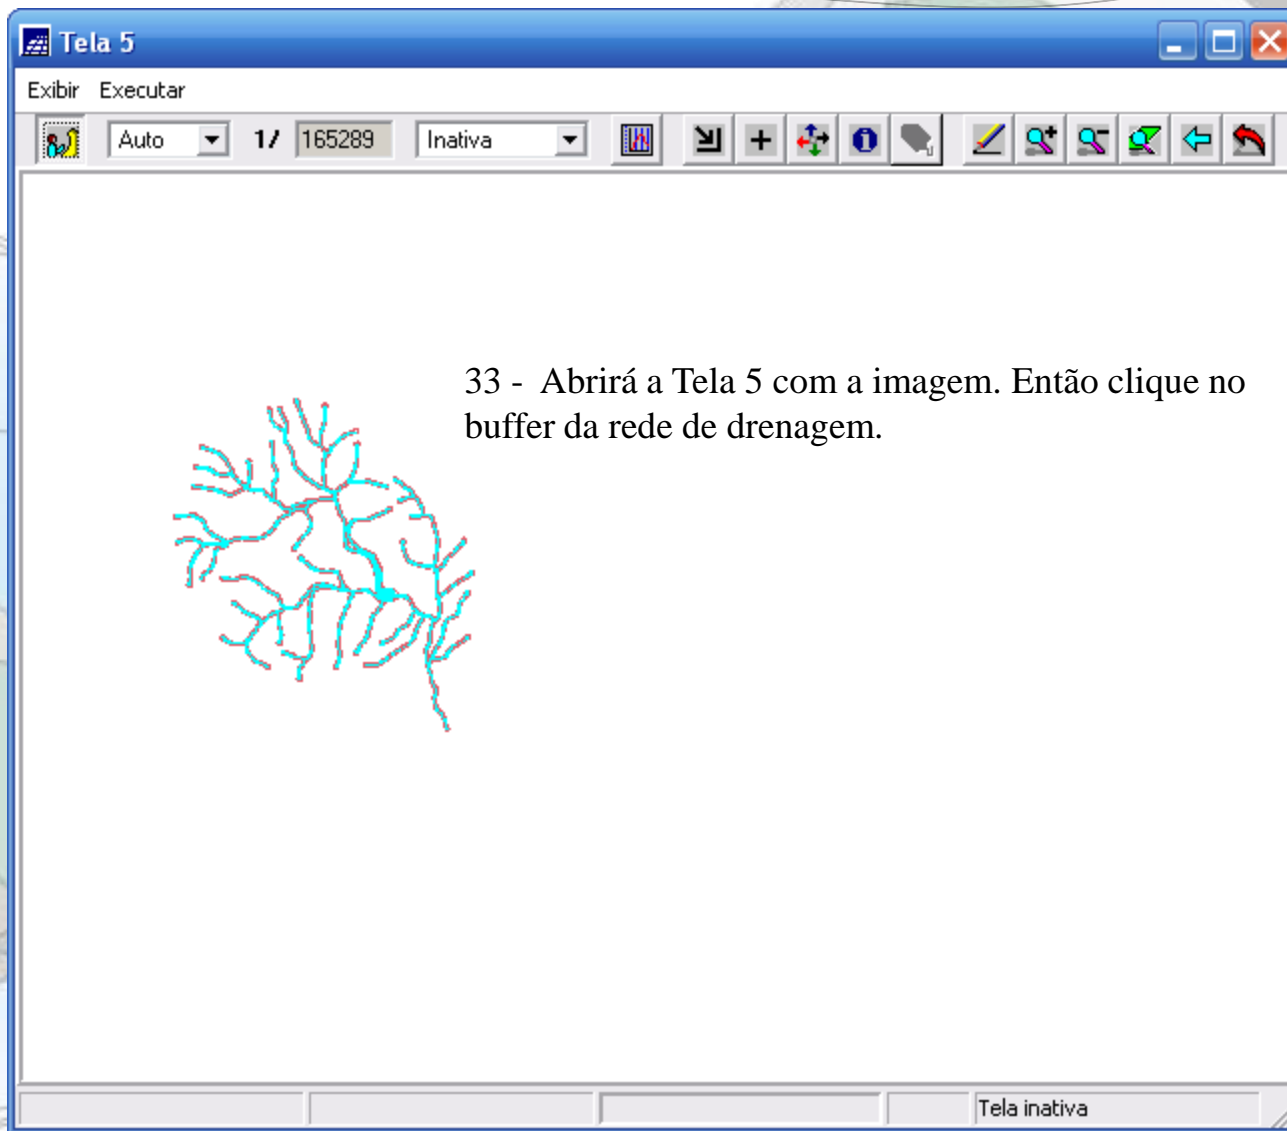 Tela 5
Exibir Executar
Auto 1/ 165289 Inativa
33 - Abrirá a Tela 5 com a imagem. Então clique no
buffer da rede de drenagem.
Tela inativa